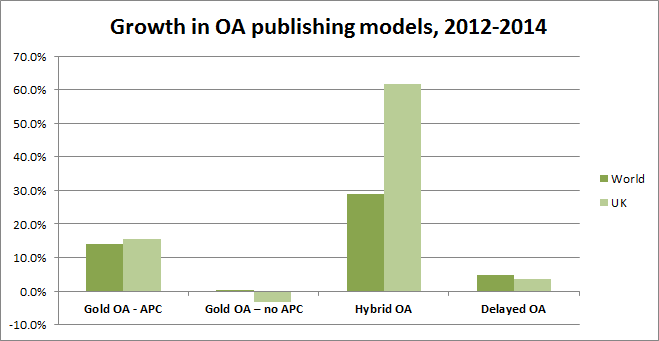 Growth in OA publishing models, 2012-2014
70.0%
60.0%
50.0%
40.0%
30.0%
20.0%
10.0%
0.0%
-10.0%
Gold OA - APC
Gold OA – no APC
Hybrid OA
Delayed OA
World
UK